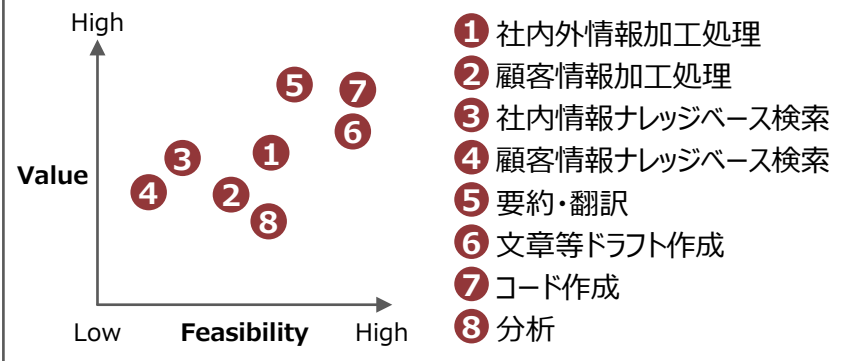 High
Value
Low
Feasibility
High
5
7
6
1
3
4
2
8
1 社内外情報加工処理
2 顧客情報加工処理
3 社内情報ナレッジベース検索
4 顧客情報ナレッジベース検索
5 要約・翻訳
6 文章等ドラフト作成
7 コード作成
8 分析